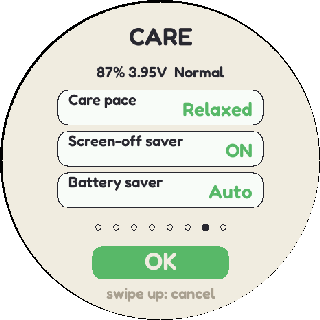 CARE
87% 3.95V Normal
Care pace
Relaxed
Screen-off saver
ON
Battery saver
Auto
OK
swipe up: cancel